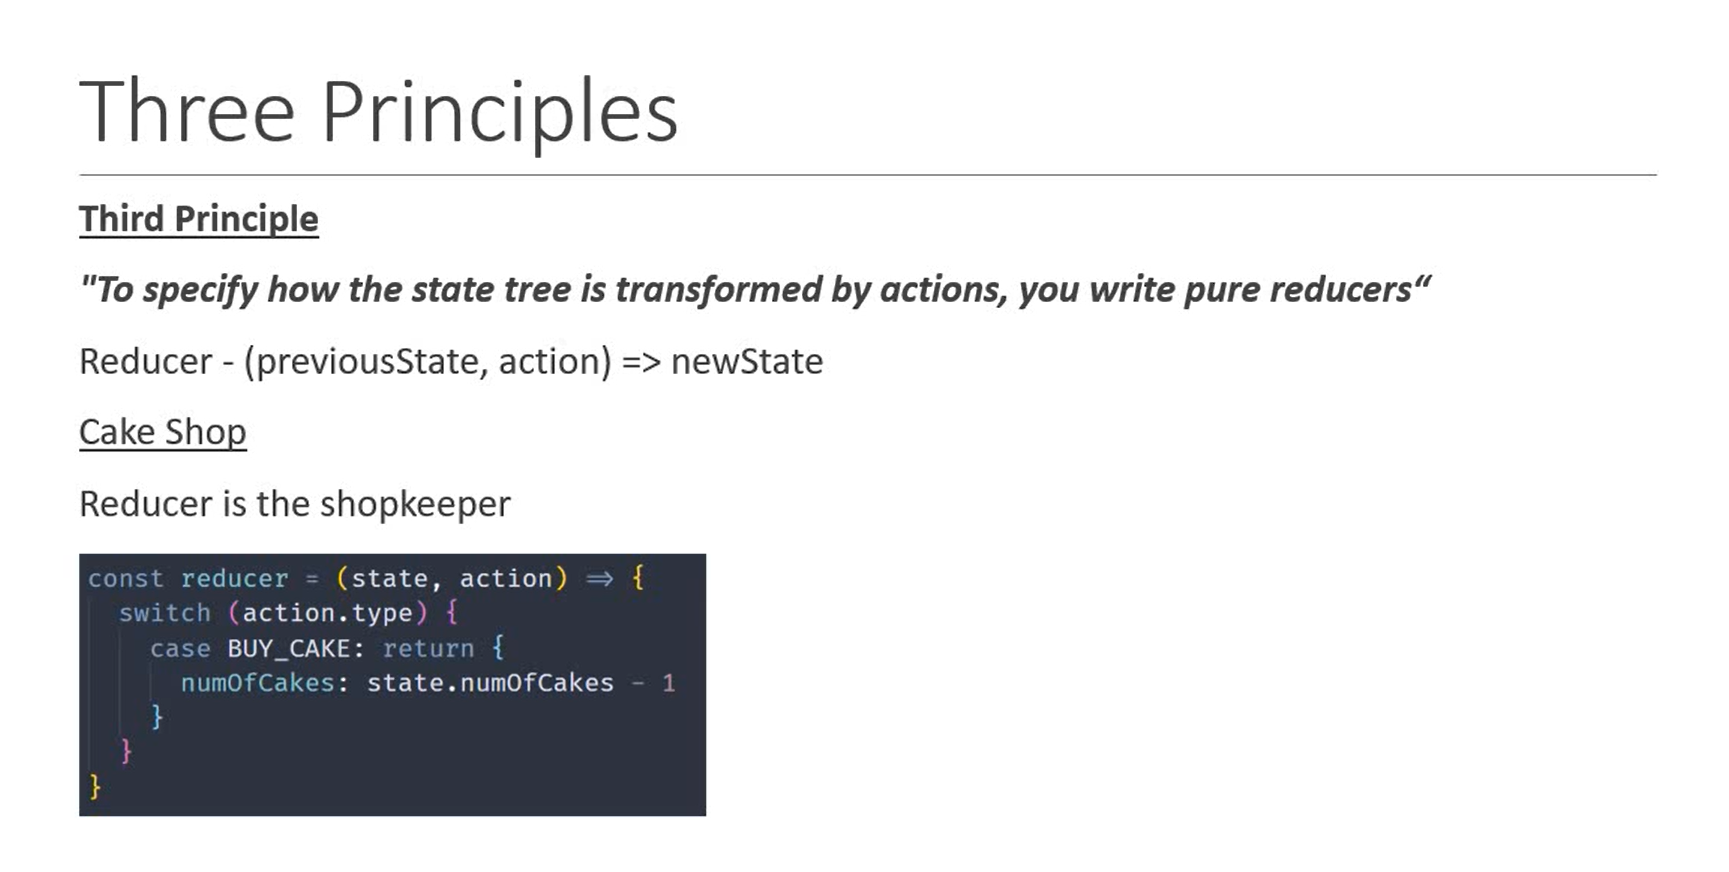 Three Principles
Third Principle
"To specify how the state tree is transformed by actions, you write pure reducers“
Reducer - (previousState, action) => newState
Cake Shop
Reducer is the shopkeeper
const reducer = (state, action) ⇒ {
  switch (action.type) {
    case BUY_CAKE: return {
      numOfCakes: state.numOfCakes - 1
    }
  }
}